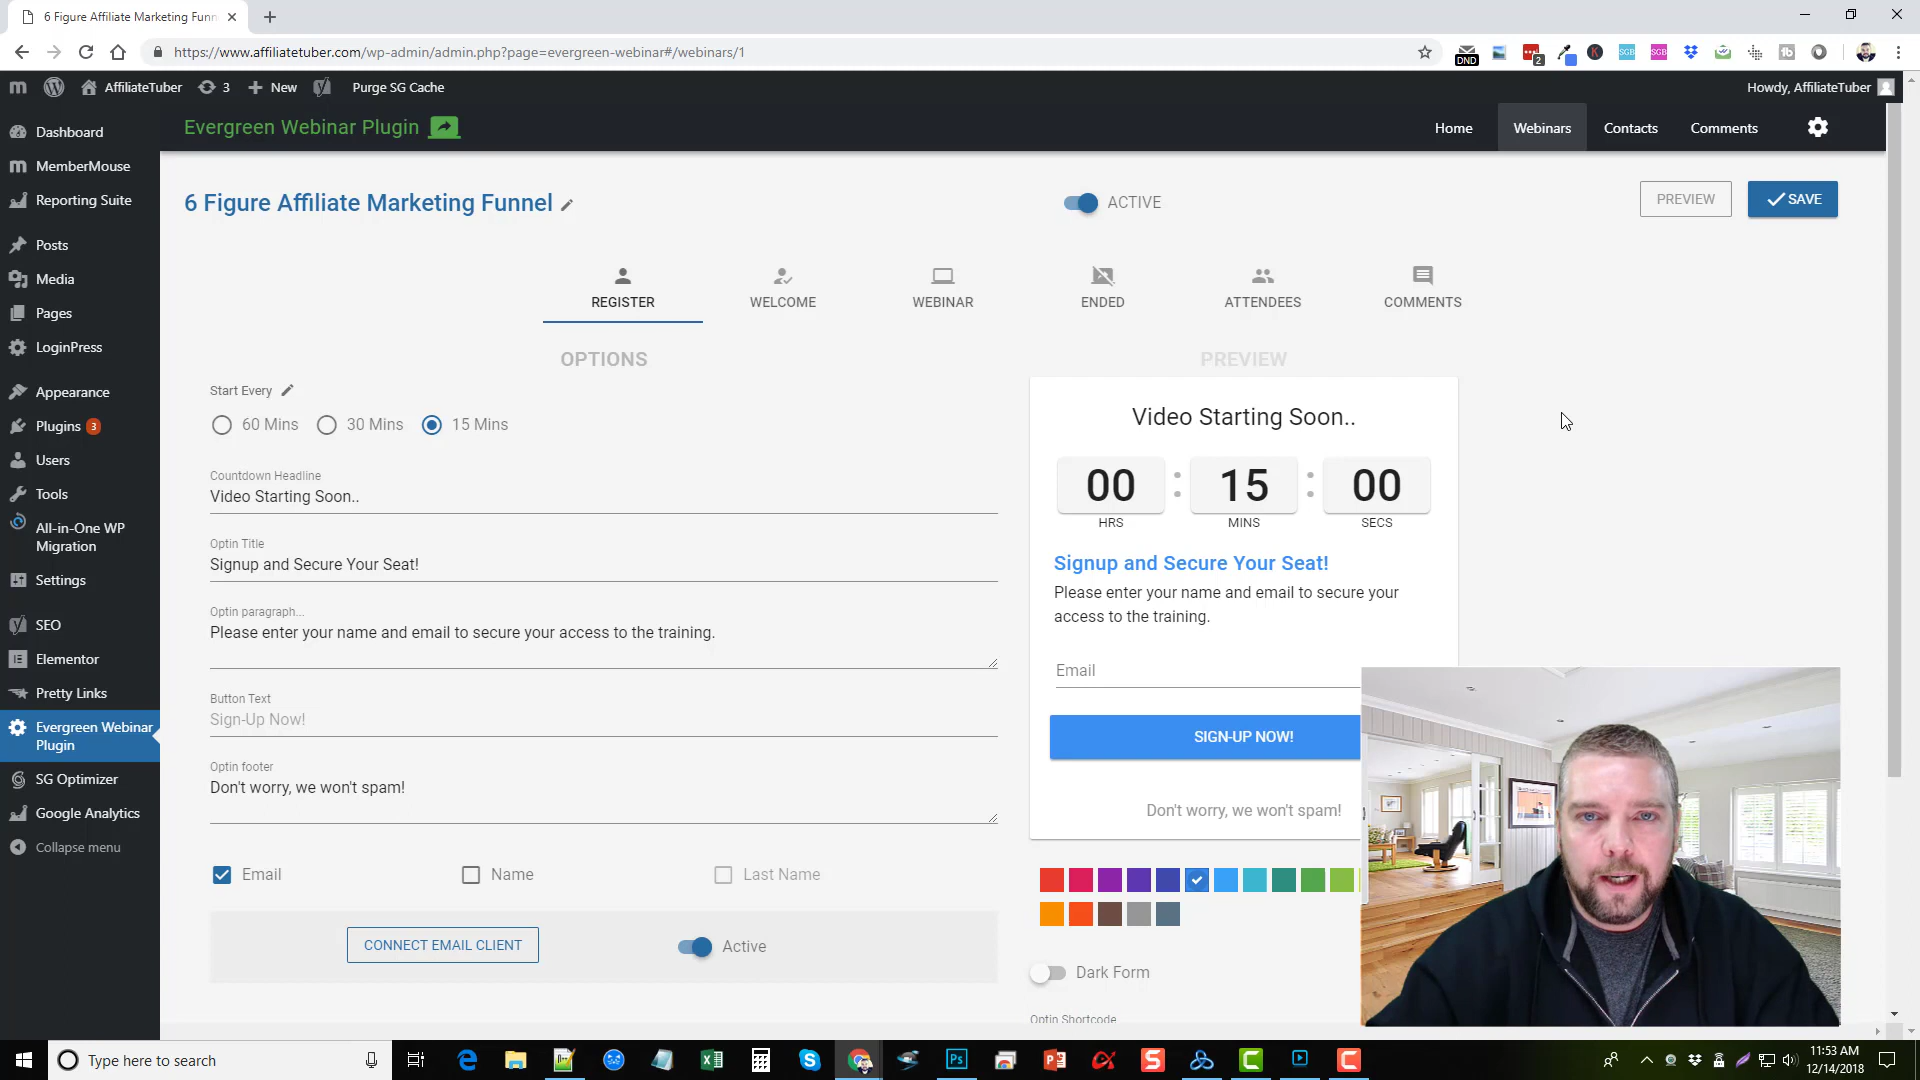 6 Figure Affiliate Marketing Funn
https://www.affiliatetuber.com/wp-admin/admin.php?page=evergreen-webinar#/webinars/1
DND
2
SGB
SGB
AffiliateTuber
3
New
Purge SG Cache
Howdy, AffiliateTuber
Dashboard
MemberMouse
Reporting Suite
Posts
Media
Pages
LoginPress
Appearance
Plugins 3
Users
Tools
All-in-One WP
Migration
Settings
SEO
Elementor
Pretty Links
Evergreen Webinar
Plugin
SG Optimizer
Google Analytics
Collapse menu
Evergreen Webinar Plugin
Home
Webinars
Contacts
Comments
6 Figure Affiliate Marketing Funnel
ACTIVE
PREVIEW
SAVE
REGISTER
WELCOME
WEBINAR
ENDED
ATTENDEES
COMMENTS
OPTIONS
Start Every
60 Mins
30 Mins
15 Mins
Countdown Headline
Video Starting Soon..
Optin Title
Signup and Secure Your Seat!
Optin paragraph...
Please enter your name and email to secure your access to the training.
Button Text
Sign-Up Now!
Optin footer
Don't worry, we won't spam!
Email
Name
Last Name
CONNECT EMAIL CLIENT
Active
PREVIEW
Video Starting Soon..
00 : 15 : 00
HRS MINS SECS
Signup and Secure Your Seat!
Please enter your name and email to secure your
access to the training.
Email
SIGN-UP NOW!
Don't worry, we won't spam!
Dark Form
Optin Shortcode
Type here to search
11:53 AM
12/14/2018